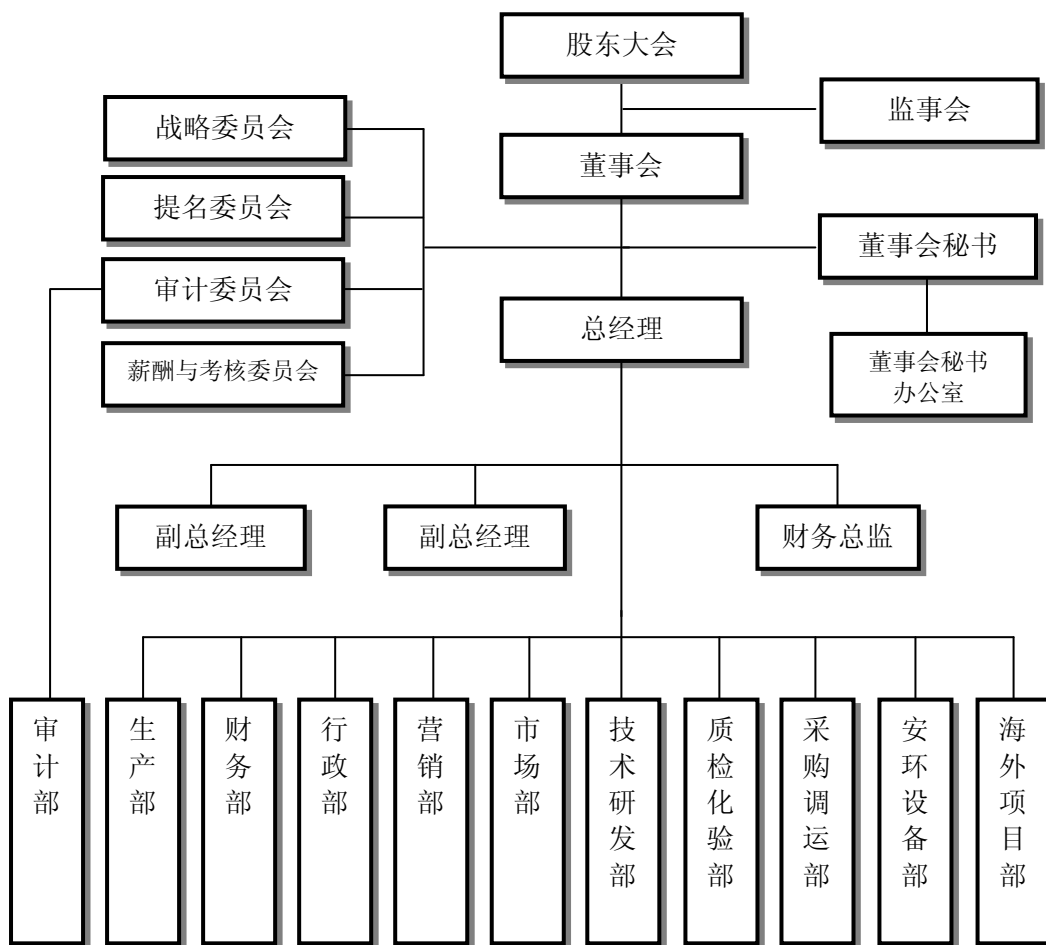 股东大会
监事会
战略委员会
董事会
提名委员会
董事会秘书
审计委员会
总经理
薪酬与考核委员会
董事会秘书
办公室
副总经理
副总经理
财务总监
审计部
生产部
财务部
行政部
营销部
市场部
技术研发部
质检化验部
采购调运部
安环设备部
海外项目部